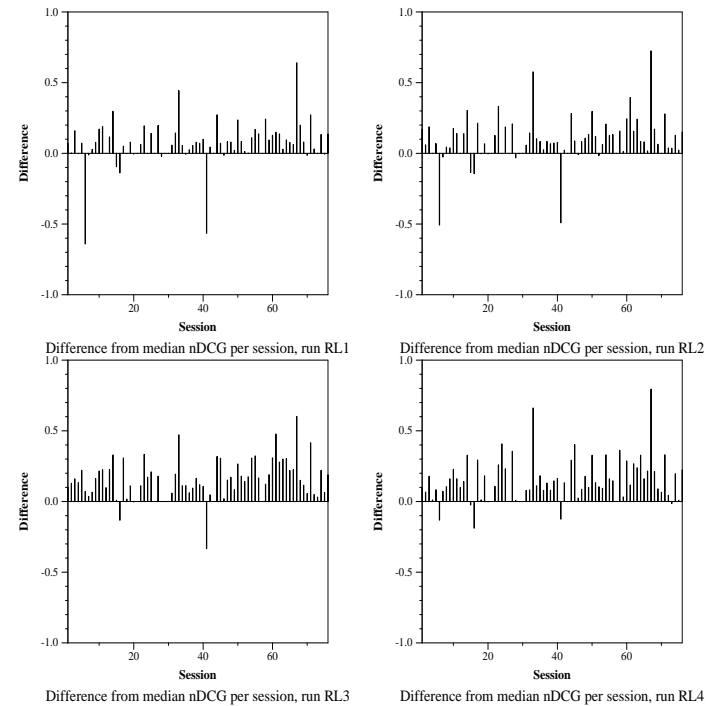 1.0
0.5
0.0
-0.5
-1.0
Difference
20
40
60
Session
Difference from median nDCG per session, run RL1
1.0
0.5
0.0
-0.5
-1.0
Difference
20
40
60
Session
Difference from median nDCG per session, run RL2
1.0
0.5
0.0
-0.5
-1.0
Difference
20
40
60
Session
Difference from median nDCG per session, run RL3
1.0
0.5
0.0
-0.5
-1.0
Difference
20
40
60
Session
Difference from median nDCG per session, run RL4